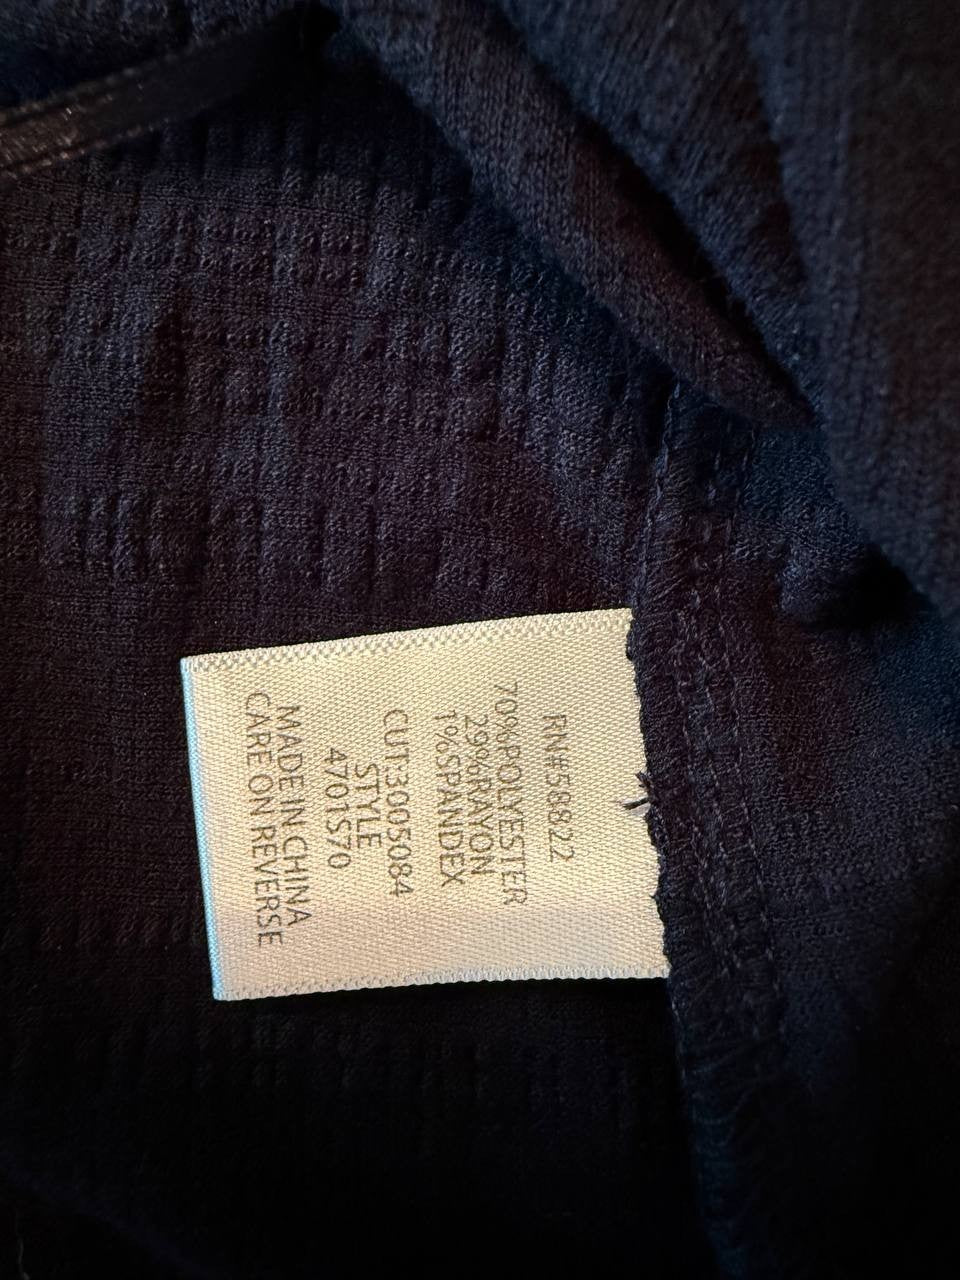 RN#58822
70%POLYESTER
29%RAYON
1%SPANDEX
CUT:3005084
STYLE
4701S70
MADE IN CHINA
CARE ON REVERSE